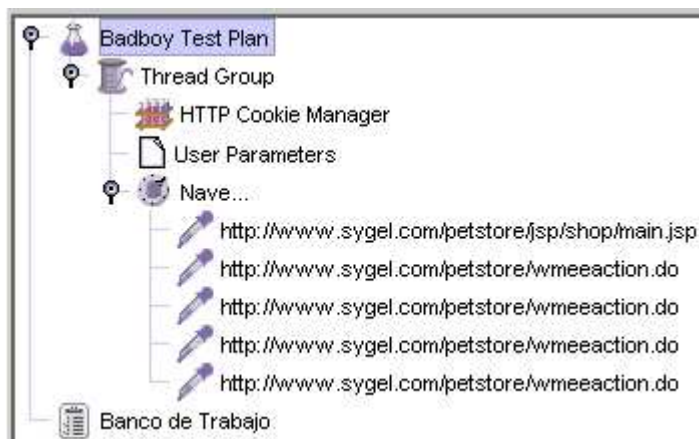 Badboy Test Plan
Thread Group
HTTP Cookie Manager
User Parameters
Nave...
http://www.sygel.com/petstore/jsp/shop/main.jsp
http://www.sygel.com/petstore/wmeeaction.do
http://www.sygel.com/petstore/wmeeaction.do
http://www.sygel.com/petstore/wmeeaction.do
http://www.sygel.com/petstore/wmeeaction.do
Banco de Trabajo